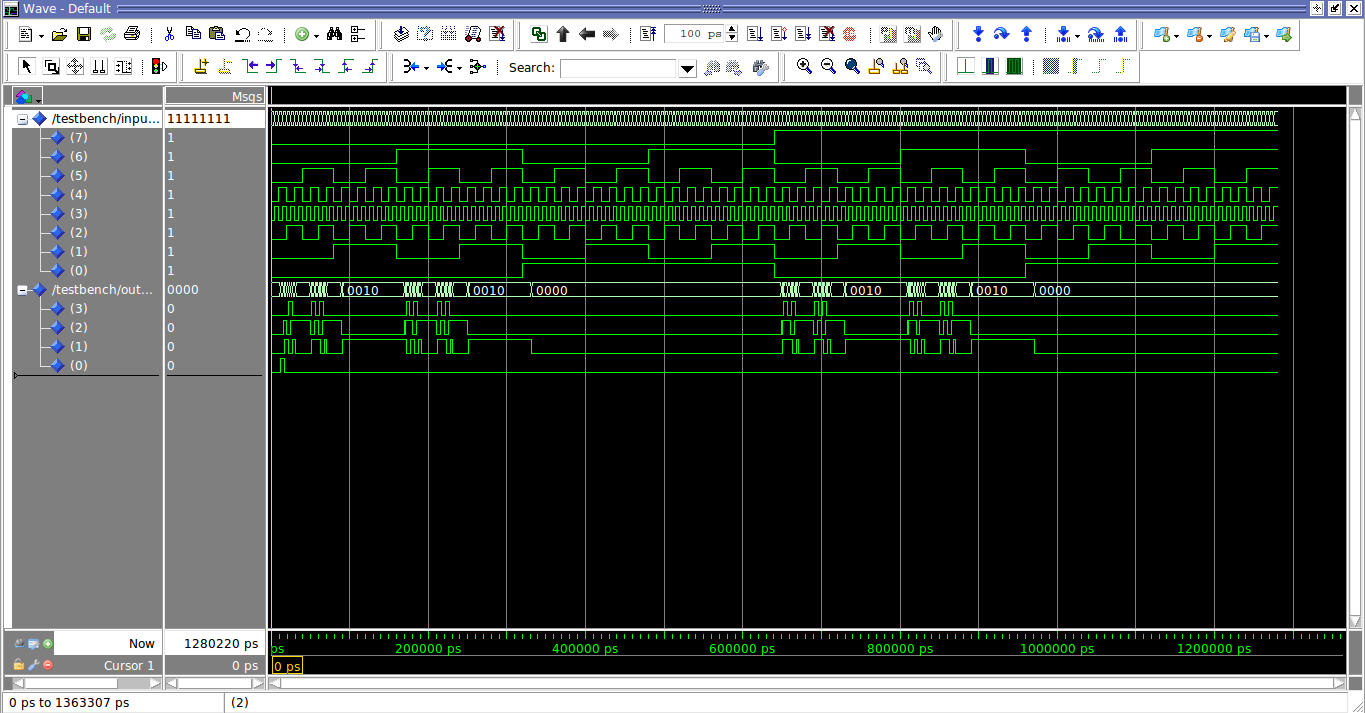 Wave - Default
100 ps
Search:
Msgs
/testbench/inpu... 11111111
(7) 1
(6) 1
(5) 1
(4) 1
(3) 1
(2) 1
(1) 1
(0) 1
/testbench/out... 0000 0010 0010 0000 0010 0010 0000
(3) 0
(2) 0
(1) 0
(0) 0
Now 1280220 ps ps 200000 ps 400000 ps 600000 ps 800000 ps 1000000 ps 1200000 ps
Cursor 1 0 ps 0 ps
0 ps to 1363307 ps (2)